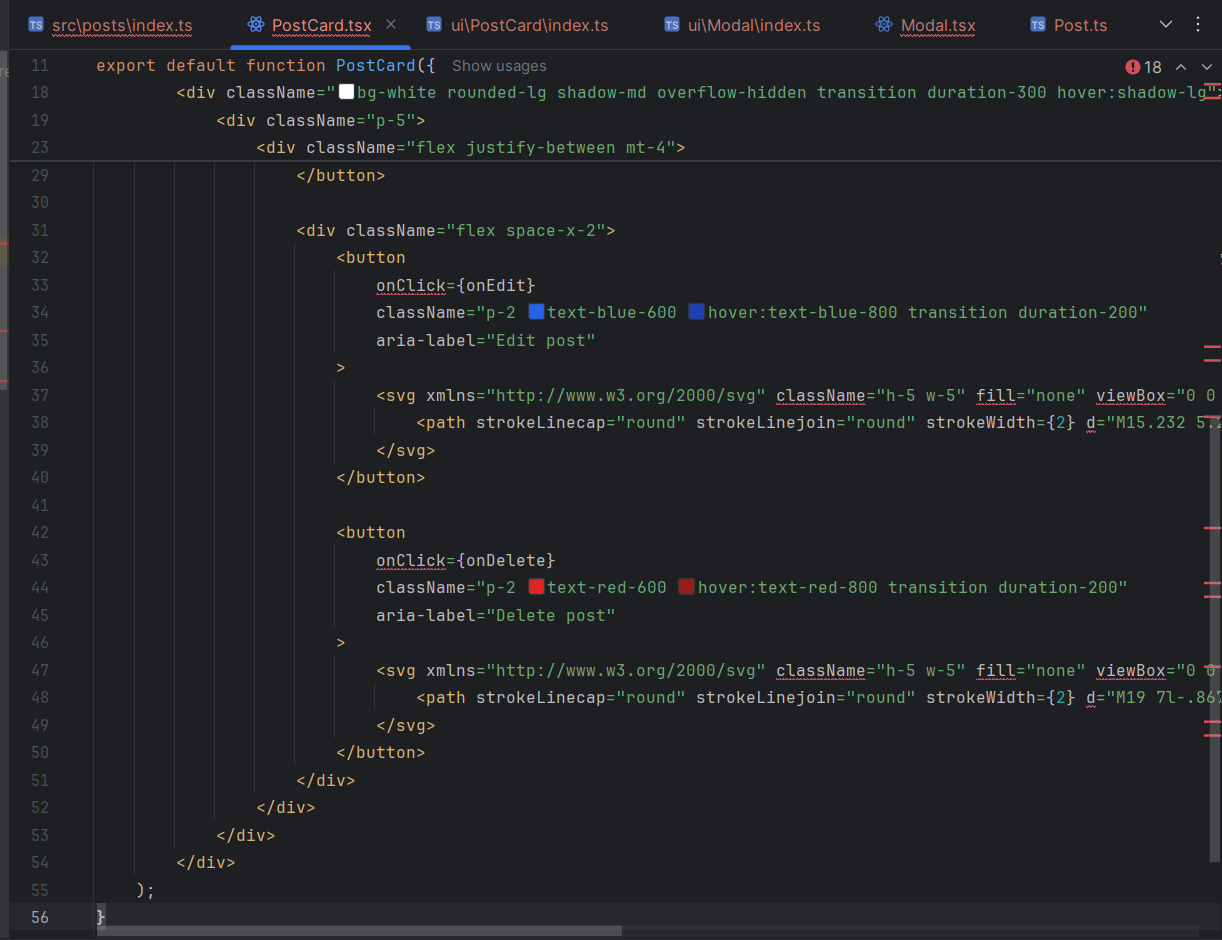 TS src\posts\index.ts PostCard.tsx TS ui\PostCard\index.ts TS ui\Modal\index.ts Modal.tsx TS Post.ts
11 export default function PostCard({ Show usages 18
18 <div className="bg-white rounded-lg shadow-md overflow-hidden transition duration-300 hover:shadow-lg">
19 <div className="p-5">
23 <div className="flex justify-between mt-4">
29 </button>
30
31 <div className="flex space-x-2">
32 <button
33 onClick={onEdit}
34 className="p-2 text-blue-600 hover:text-blue-800 transition duration-200"
35 aria-label="Edit post"
36 >
37 <svg xmlns="http://www.w3.org/2000/svg" className="h-5 w-5" fill="none" viewBox="0 0
38 <path strokeLinecap="round" strokeLinejoin="round" strokeWidth={2} d="M15.232 5.2
39 </svg>
40 </button>
41
42 <button
43 onClick={onDelete}
44 className="p-2 text-red-600 hover:text-red-800 transition duration-200"
45 aria-label="Delete post"
46 >
47 <svg xmlns="http://www.w3.org/2000/svg" className="h-5 w-5" fill="none" viewBox="0 0
48 <path strokeLinecap="round" strokeLinejoin="round" strokeWidth={2} d="M19 7l-.867
49 </svg>
50 </button>
51 </div>
52 </div>
53 </div>
54 </div>
55 );
56 }